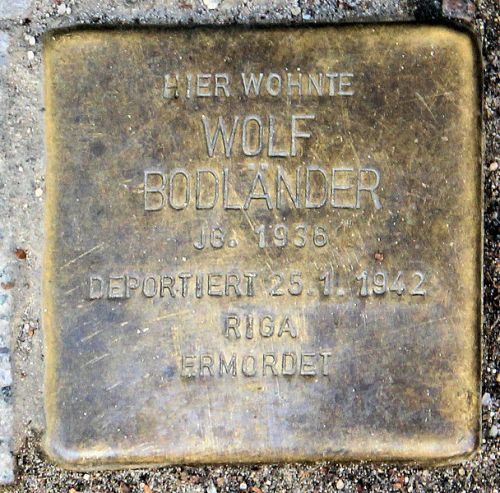 HIER WOHNTE
WOLF
BODLÄNDER
JG. 1936
DEPORTIERT 25.1.1942
RIGA
ERMORDET